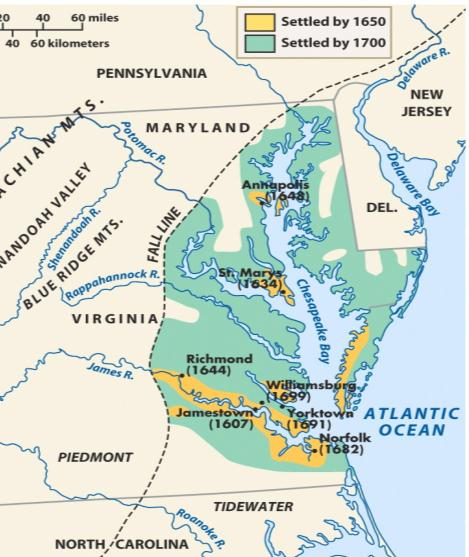 20 40 60 miles
40 60 kilometers
Settled by 1650
Settled by 1700
PENNSYLVANIA
Delaware R.
NEW
JERSEY
MARYLAND
Potomac R.
Delaware Bay
Annapolis
(1648)
DEL.
MTS.
SHENANDOAH VALLEY
Shenandoah R.
BLUE RIDGE MTS.
FALL LINE
St. Marys
(1634)
Rappahannock R.
Chesapeake Bay
VIRGINIA
Richmond
(1644)
James R.
Williamsburg
(1699)
Jamestown
(1607)
Yorktown
(1691)
ATLANTIC
OCEAN
Norfolk
(1682)
PIEDMONT
TIDEWATER
Roanoke R.
NORTH CAROLINA